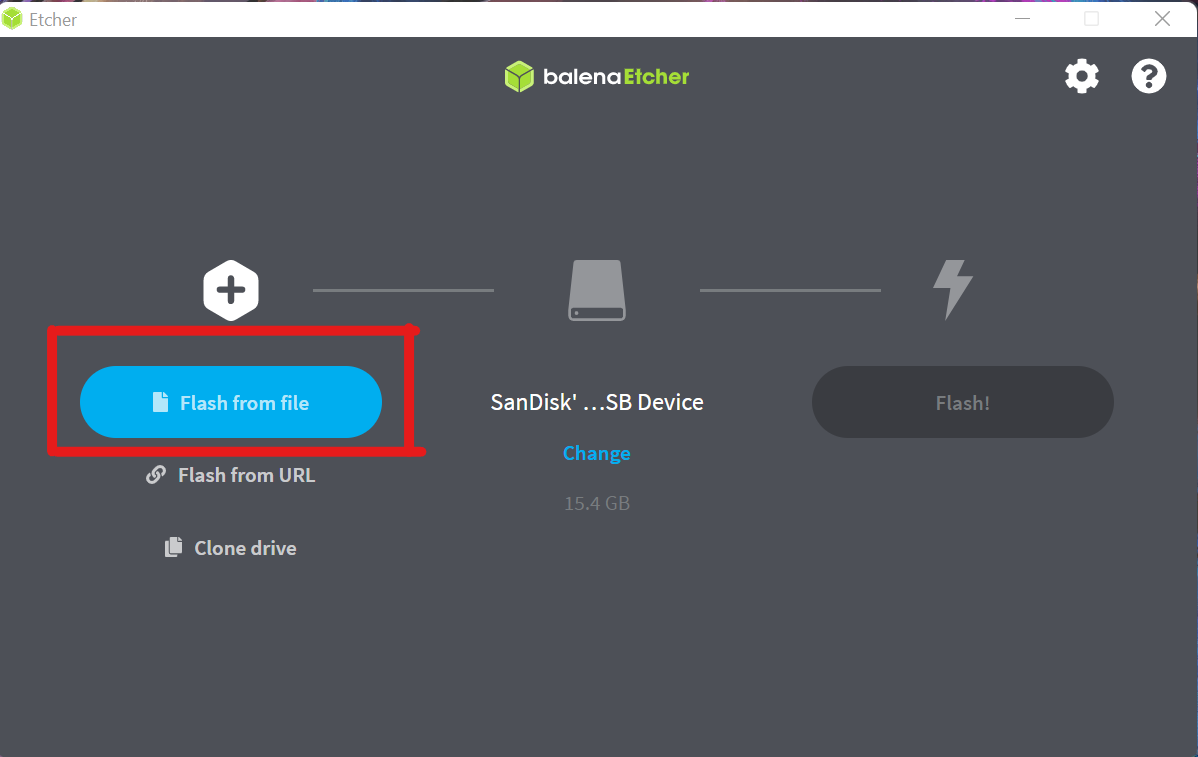 Etcher
balenaEtcher
Flash from file
Flash from URL
Clone drive
SanDisk' ...SB Device
Change
15.4 GB
Flash!